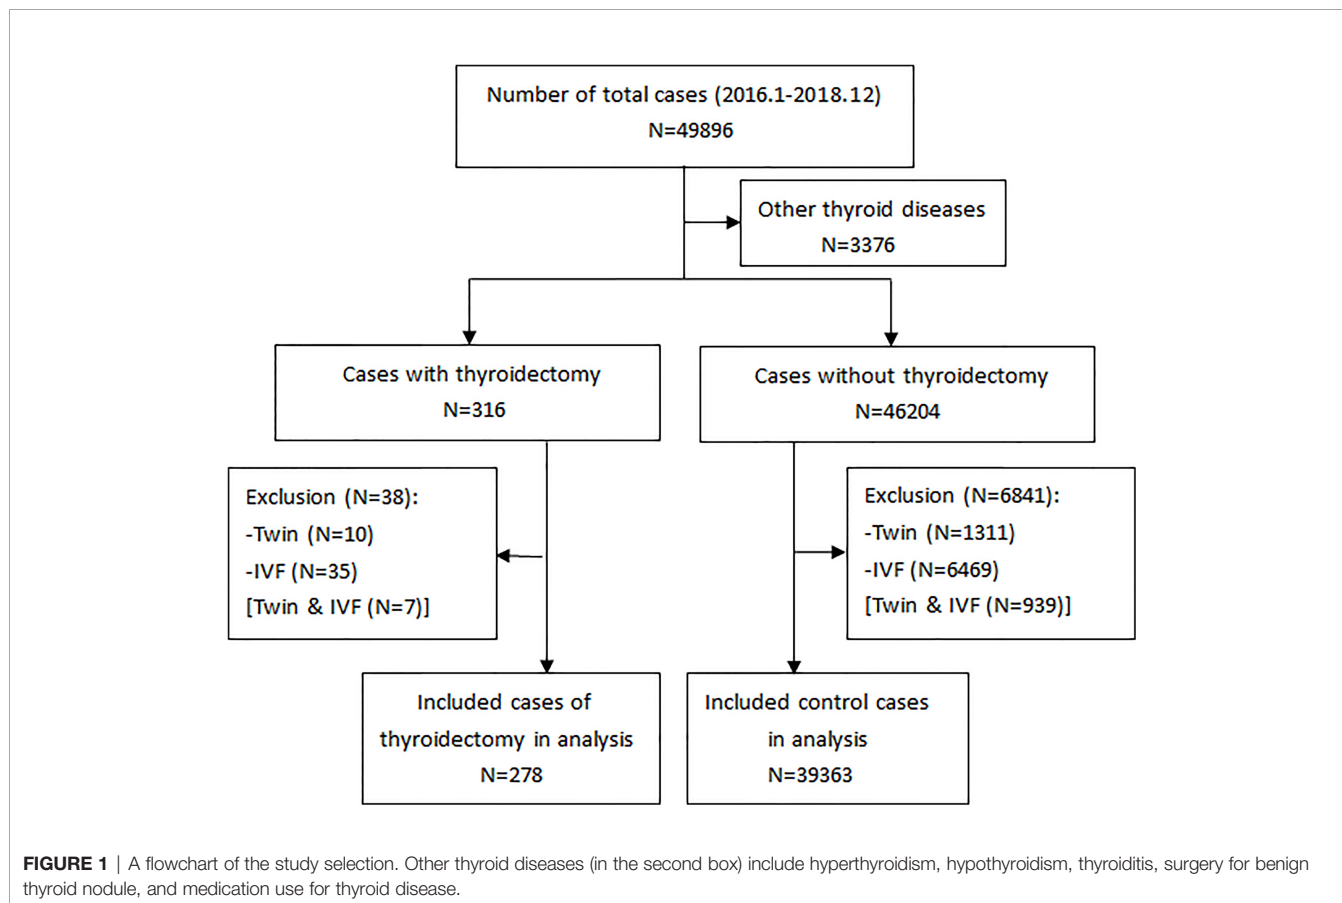 Number of total cases (2016.1-2018.12)
N=49896
Other thyroid diseases
N=3376
Cases with thyroidectomy
N=316
Cases without thyroidectomy
N=46204
Exclusion (N=38):
-Twin (N=10)
-IVF (N=35)
[Twin & IVF (N=7)]
Exclusion (N=6841):
-Twin (N=1311)
-IVF (N=6469)
[Twin & IVF (N=939)]
Included cases of
thyroidectomy in analysis
N=278
Included control cases
in analysis
N=39363
FIGURE 1 | A flowchart of the study selection. Other thyroid diseases (in the second box) include hyperthyroidism, hypothyroidism, thyroiditis, surgery for benign
thyroid nodule, and medication use for thyroid disease.